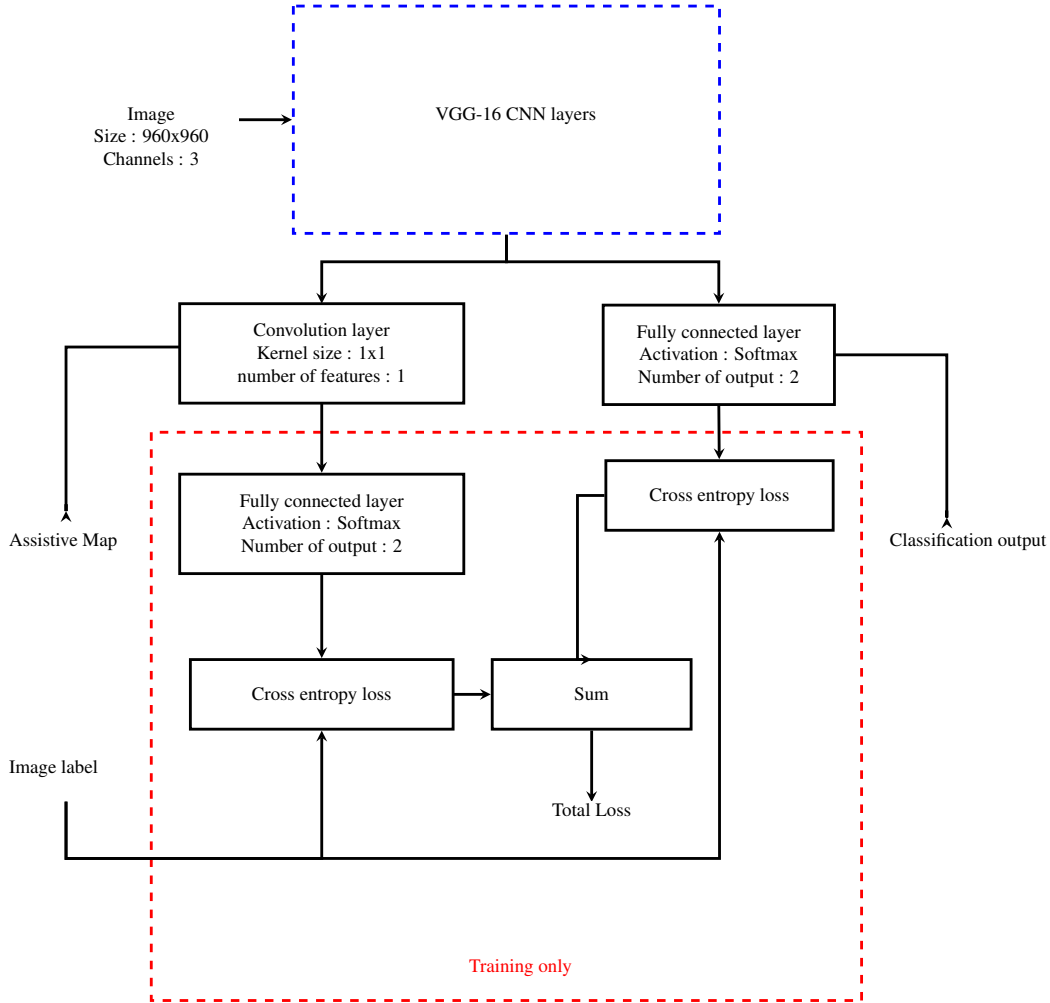 VGG-16 CNN layers
Image
Size : 960x960
Channels : 3
Convolution layer
Kernel size : 1x1
number of features : 1
Fully connected layer
Activation : Softmax
Number of output : 2
Fully connected layer
Activation : Softmax
Number of output : 2
Cross entropy loss
Assistive Map
Classification output
Cross entropy loss
Sum
Image label
Total Loss
Training only